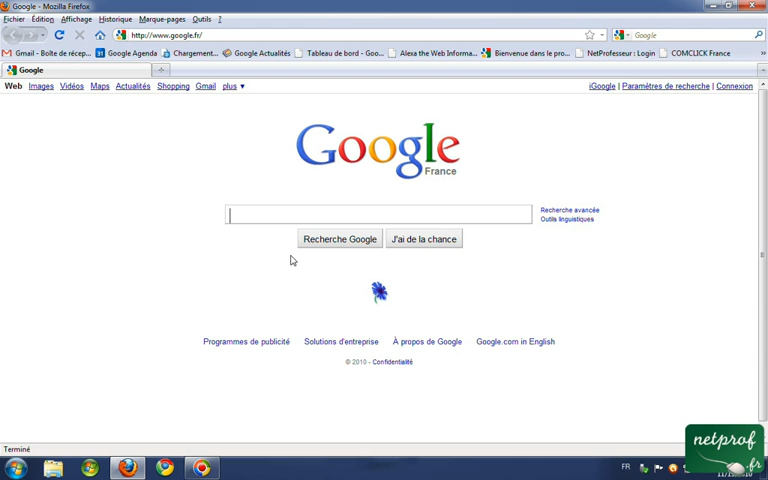 Google - Mozilla Firefox
Fichier Édition Affichage Historique Marque-pages Outils ?
http://www.google.fr/ Google
Gmail - Boîte de récep... 31 Google Agenda Chargement... Google Actualités Tableau de bord - Goo... Alexa the Web Informa... Bienvenue dans le pro... NetProfesseur : Login COMCLICK France »
Google
Web Images Vidéos Maps Actualités Shopping Gmail plus ▼ iGoogle | Paramètres de recherche | Connexion
Google
France
Recherche avancée
Outils linguistiques
Recherche Google J'ai de la chance
Programmes de publicité Solutions d'entreprise À propos de Google Google.com in English
© 2010 - Confidentialité
Terminé
netprof
.fr
FR